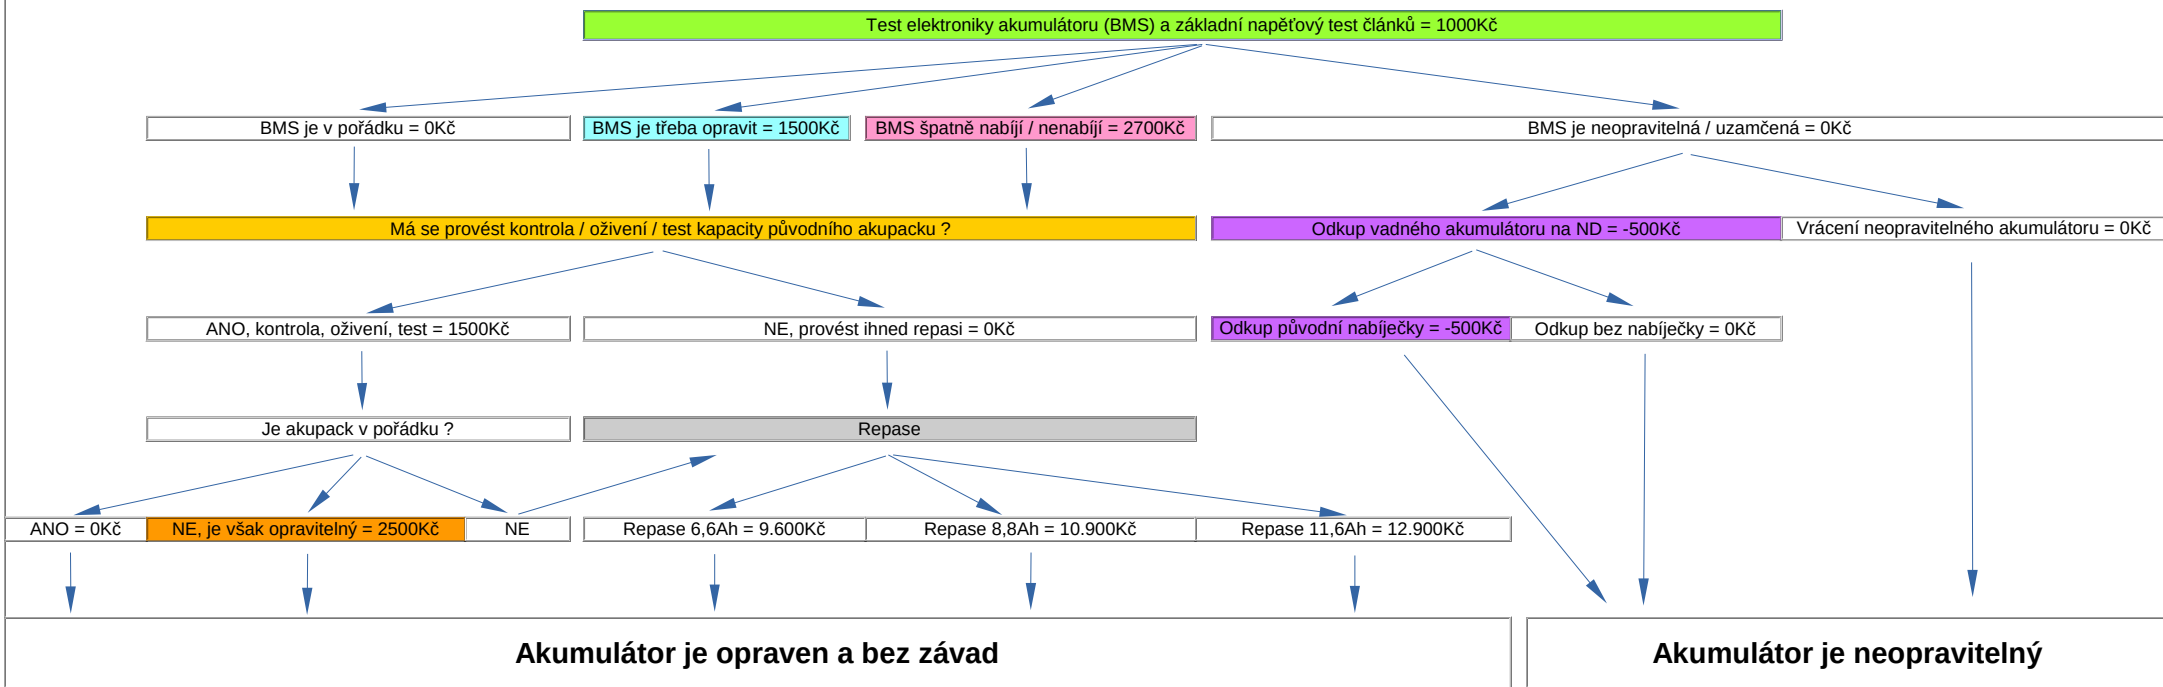 Test elektroniky akumulátoru (BMS) a základní napěťový test článků = 1000Kč
BMS je v pořádku = 0Kč
BMS je třeba opravit = 1500Kč
BMS špatně nabíjí / nenabíjí = 2700Kč
BMS je neopravitelná / uzamčená = 0Kč
Má se provést kontrola / oživení / test kapacity původního akupacku ?
Odkup vadného akumulátoru na ND = -500Kč
Vrácení neopravitelného akumulátoru = 0Kč
ANO, kontrola, oživení, test = 1500Kč
NE, provést ihned repasi = 0Kč
Odkup původní nabíječky = -500Kč
Odkup bez nabíječky = 0Kč
Je akupack v pořádku ?
Repase
ANO = 0Kč
NE, je však opravitelný = 2500Kč
NE
Repase 6,6Ah = 9.600Kč
Repase 8,8Ah = 10.900Kč
Repase 11,6Ah = 12.900Kč
Akumulátor je opraven a bez závad
Akumulátor je neopravitelný